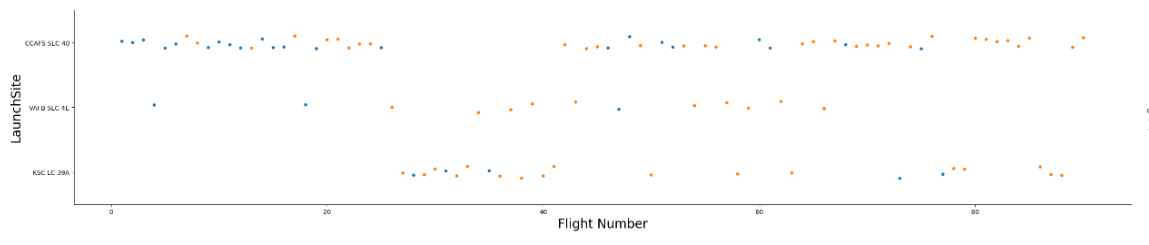 CCAFS SLC 40
VAFB SLC 4E
KSC LC 39A
LaunchSite
0 20 40 60 80
Flight Number